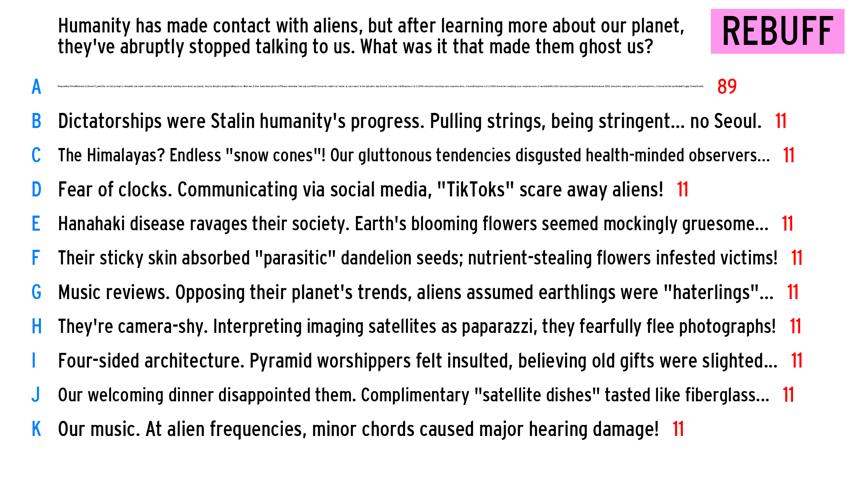 Humanity has made contact with aliens, but after learning more about our planet,
they've abruptly stopped talking to us. What was it that made them ghost us?
REBUFF
A 89
B Dictatorships were Stalin humanity's progress. Pulling strings, being stringent... no Seoul. 11
C The Himalayas? Endless "snow cones"! Our gluttonous tendencies disgusted health-minded observers... 11
D Fear of clocks. Communicating via social media, "TikToks" scare away aliens! 11
E Hanahaki disease ravages their society. Earth's blooming flowers seemed mockingly gruesome... 11
F Their sticky skin absorbed "parasitic" dandelion seeds; nutrient-stealing flowers infested victims! 11
G Music reviews. Opposing their planet's trends, aliens assumed earthlings were "haterlings"... 11
H They're camera-shy. Interpreting imaging satellites as paparazzi, they fearfully flee photographs! 11
I Four-sided architecture. Pyramid worshippers felt insulted, believing old gifts were slighted... 11
J Our welcoming dinner disappointed them. Complimentary "satellite dishes" tasted like fiberglass... 11
K Our music. At alien frequencies, minor chords caused major hearing damage! 11